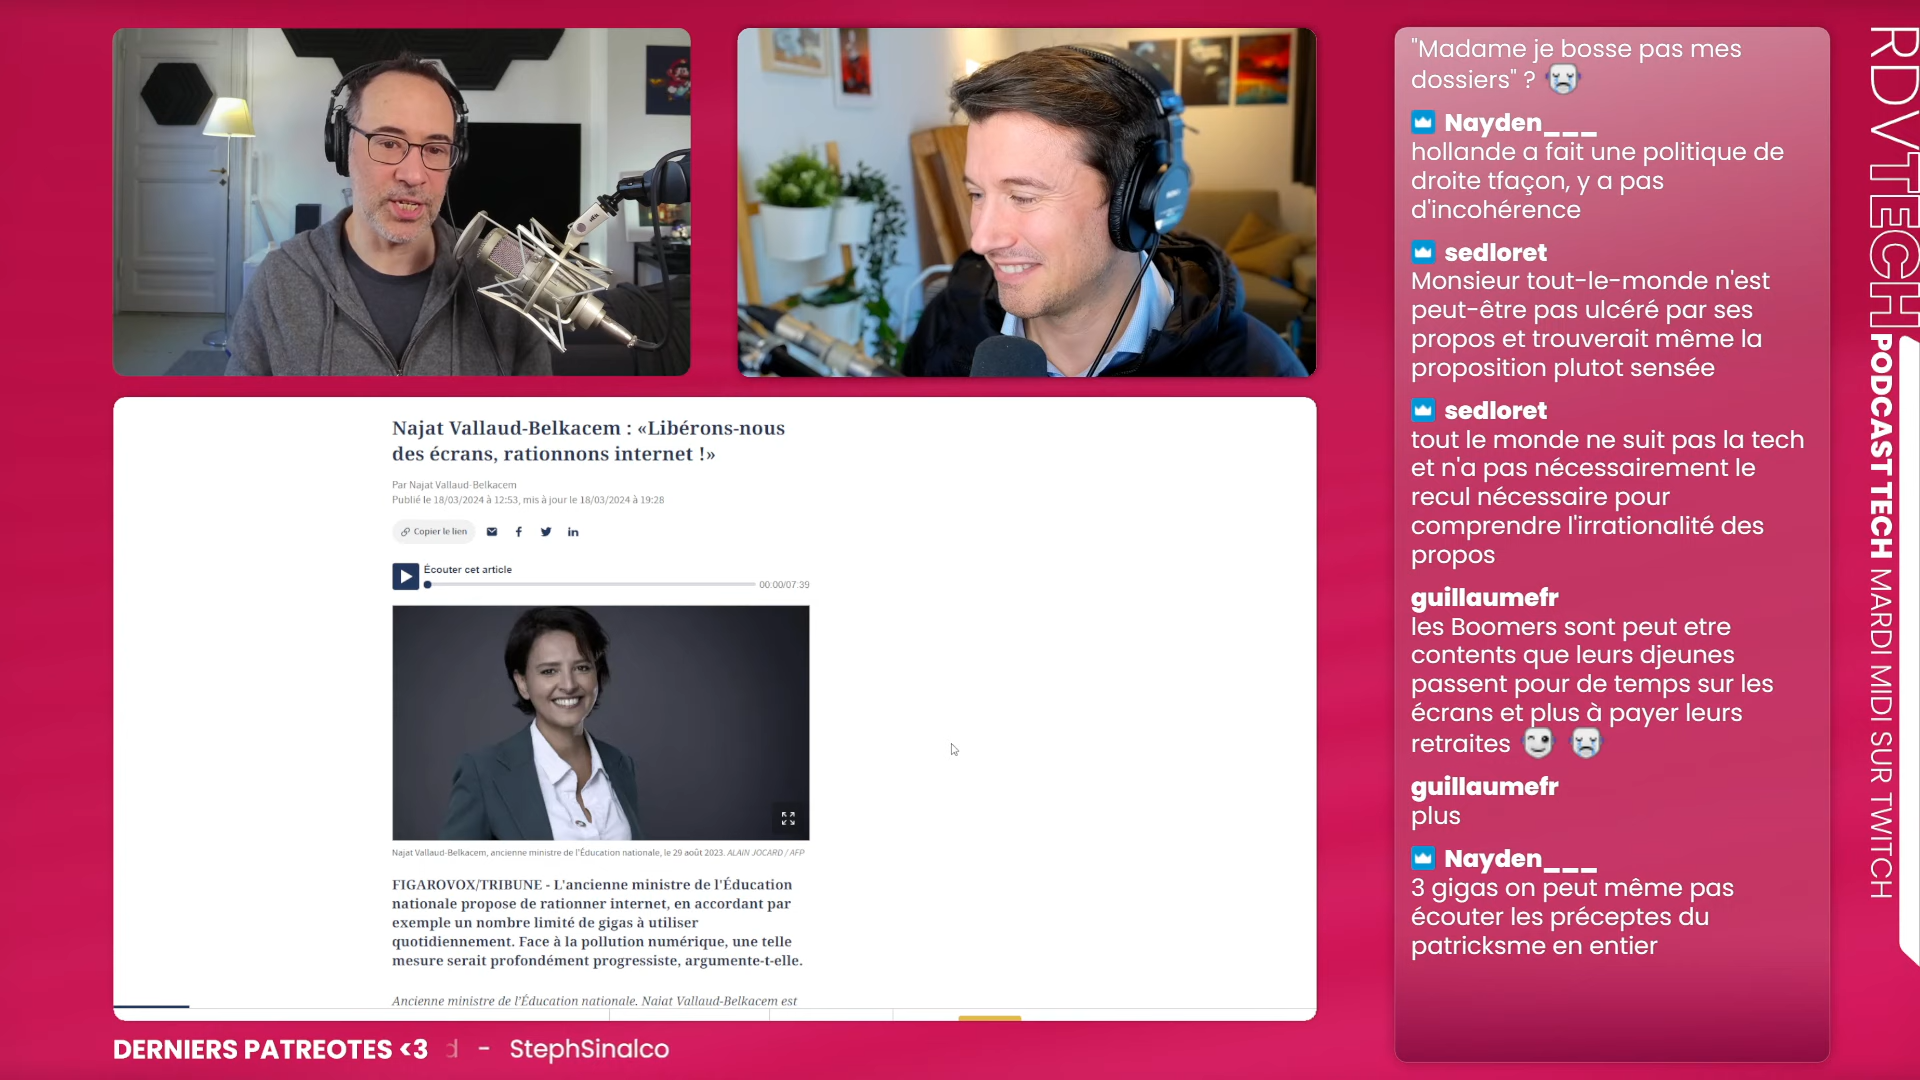 Najat Vallaud-Belkacem : «Libérons-nous
des écrans, rationnons internet !»
Par Najat Vallaud-Belkacem
Publié le 18/03/2024 à 12:53, mis à jour le 18/03/2024 à 19:28
Copier le lien
Écouter cet article
00:00/07:39
Najat Vallaud-Belkacem, ancienne ministre de l'Éducation nationale, le 29 août 2023. ALAIN JOCARD / AFP
FIGAROVOX/TRIBUNE - L'ancienne ministre de l'Éducation
nationale propose de rationner internet, en accordant par
exemple un nombre limité de gigas à utiliser
quotidiennement. Face à la pollution numérique, une telle
mesure serait profondément progressiste, argumente-t-elle.
Ancienne ministre de l'Éducation nationale. Najat Vallaud-Belkacem est
DERNIERS PATREOTES <3 d - StephSinalco
"Madame je bosse pas mes
dossiers" ?
Nayden___
hollande a fait une politique de
droite tfaçon, y a pas
d'incohérence
sedloret
Monsieur tout-le-monde n'est
peut-être pas ulcéré par ses
propos et trouverait même la
proposition plutot sensée
sedloret
tout le monde ne suit pas la tech
et n'a pas nécessairement le
recul nécessaire pour
comprendre l'irrationalité des
propos
guillaumefr
les Boomers sont peut etre
contents que leurs djeunes
passent pour de temps sur les
écrans et plus à payer leurs
retraites
guillaumefr
plus
Nayden___
3 gigas on peut même pas
écouter les préceptes du
patricksme en entier
RDVTECH PODCAST TECH MARDI MIDI SUR TWITCH